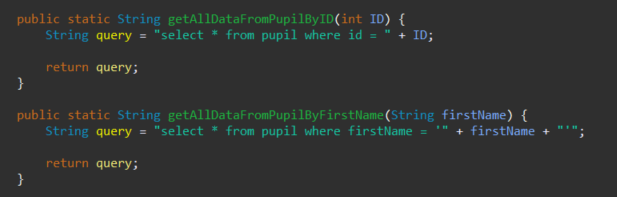 public static String getAllDataFromPupilByID(int ID) {
    String query = "select * from pupil where id = " + ID;

    return query;
}

public static String getAllDataFromPupilByFirstName(String firstName) {
    String query = "select * from pupil where firstName = '" + firstName + "'";

    return query;
}